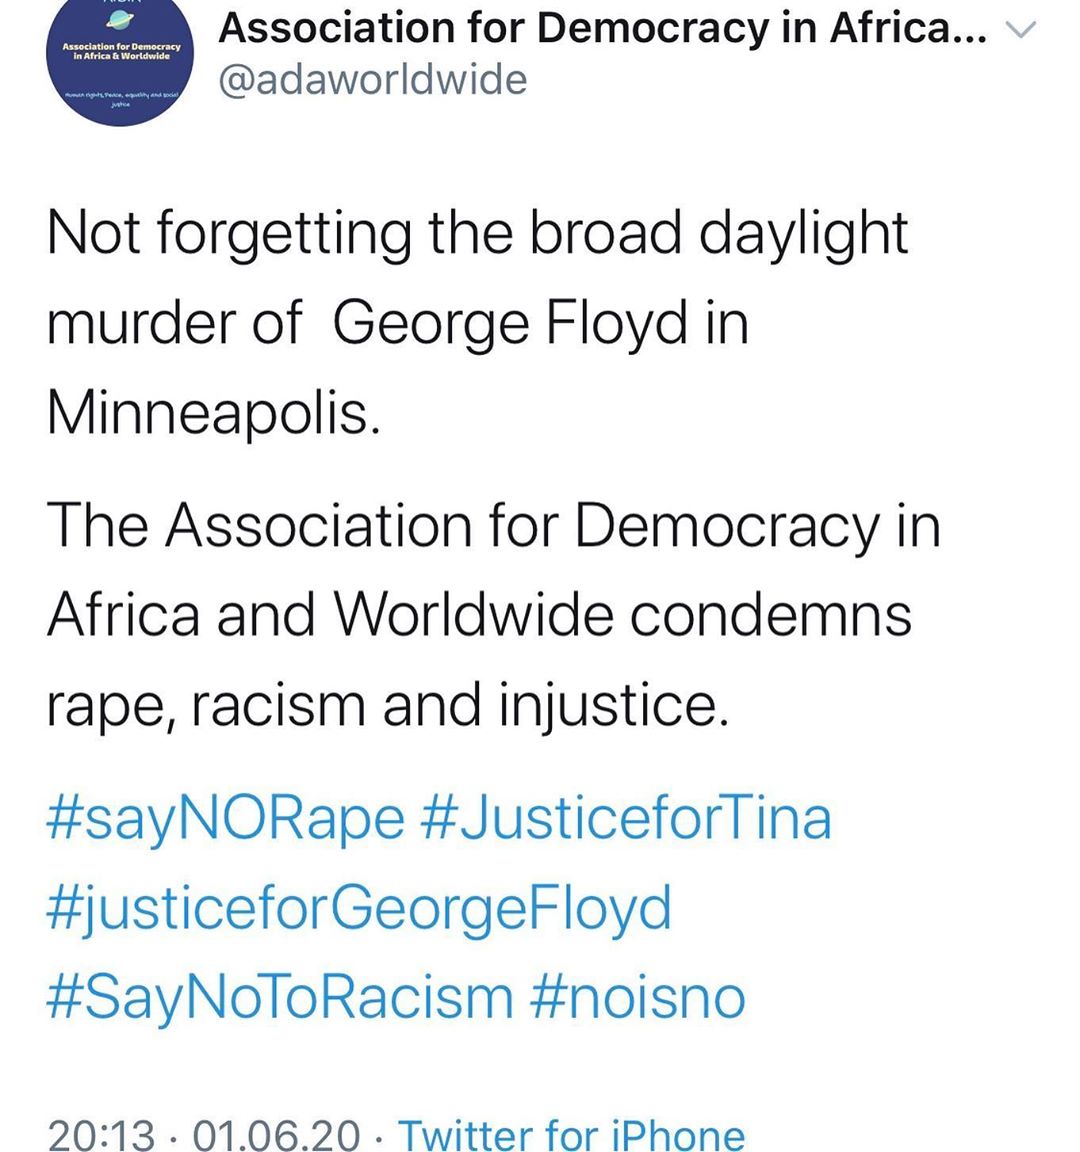 Association for Democracy
in Africa & Worldwide
Human rights, Peace, equality and social
justice
Association for Democracy in Africa...
@adaworldwide
Not forgetting the broad daylight
murder of  George Floyd in
Minneapolis.
The Association for Democracy in
Africa and Worldwide condemns
rape, racism and injustice.
#sayNORape #JusticeforTina
#justiceforGeorgeFloyd
#SayNoToRacism #noisno
20:13 · 01.06.20 · Twitter for iPhone